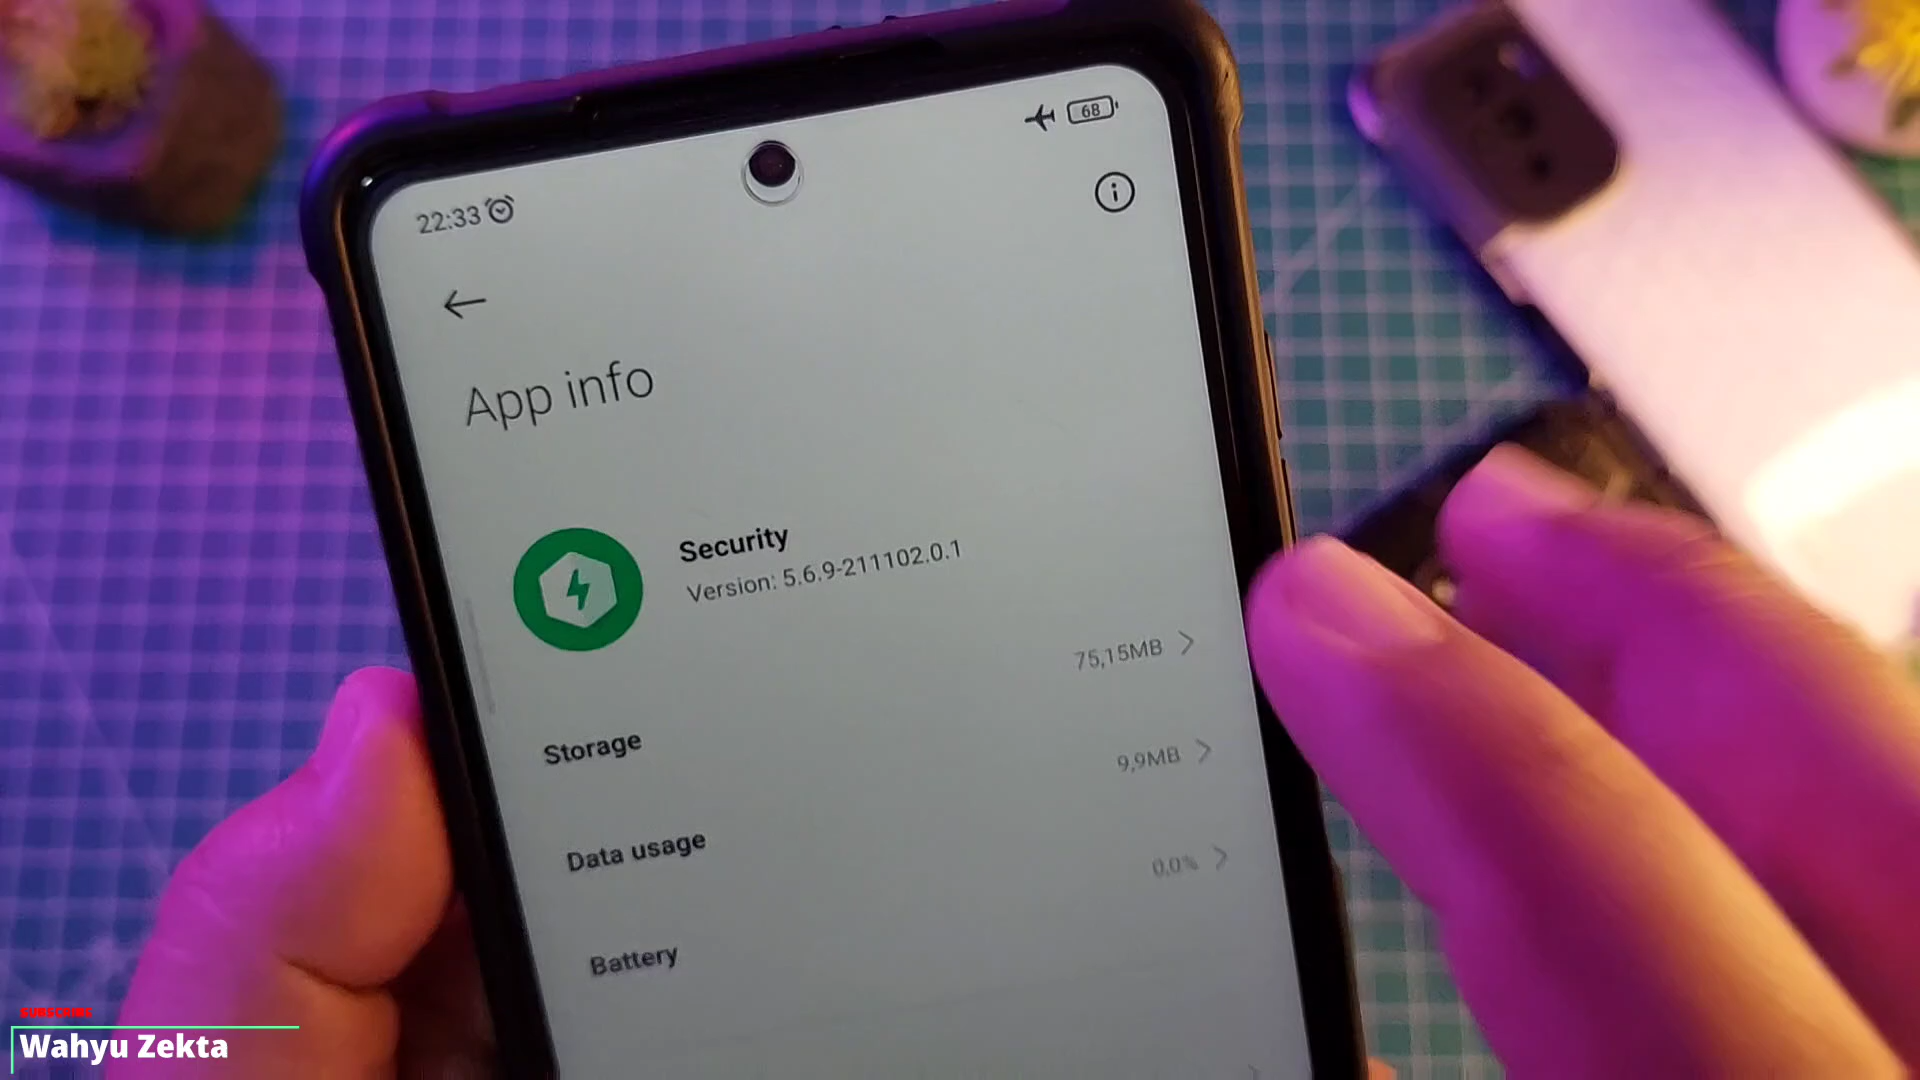 22:33
68
App info
Security
Version: 5.6.9-211102.0.1
Storage
75,15MB
Data usage
9,9MB
Battery
0,0%
SUBSCRIBE
Wahyu Zekta